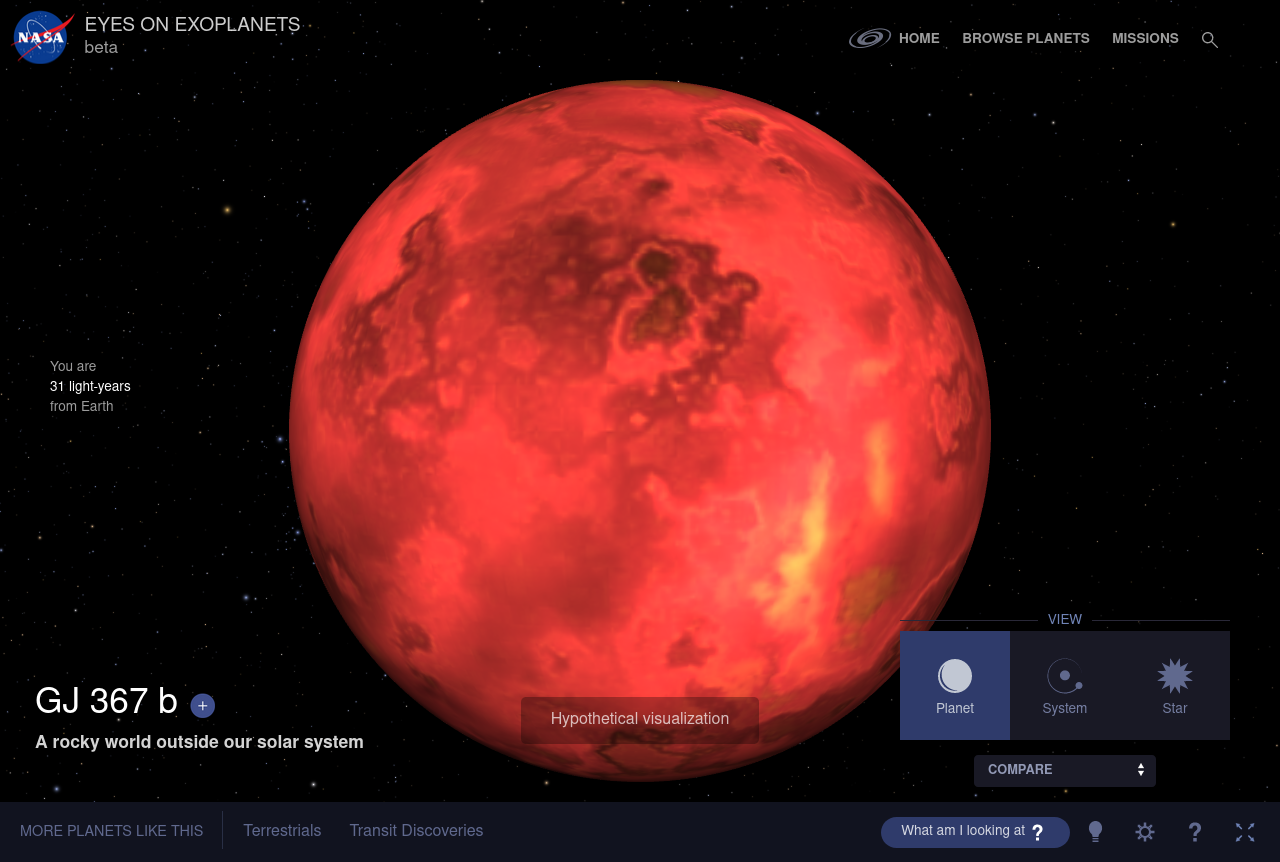 NASA
EYES ON EXOPLANETS
beta
HOME
BROWSE PLANETS
MISSIONS
You are
31 light-years
from Earth
VIEW
Planet
System
Star
GJ 367 b +
A rocky world outside our solar system
Hypothetical visualization
COMPARE
MORE PLANETS LIKE THIS
Terrestrials
Transit Discoveries
What am I looking at ?
?